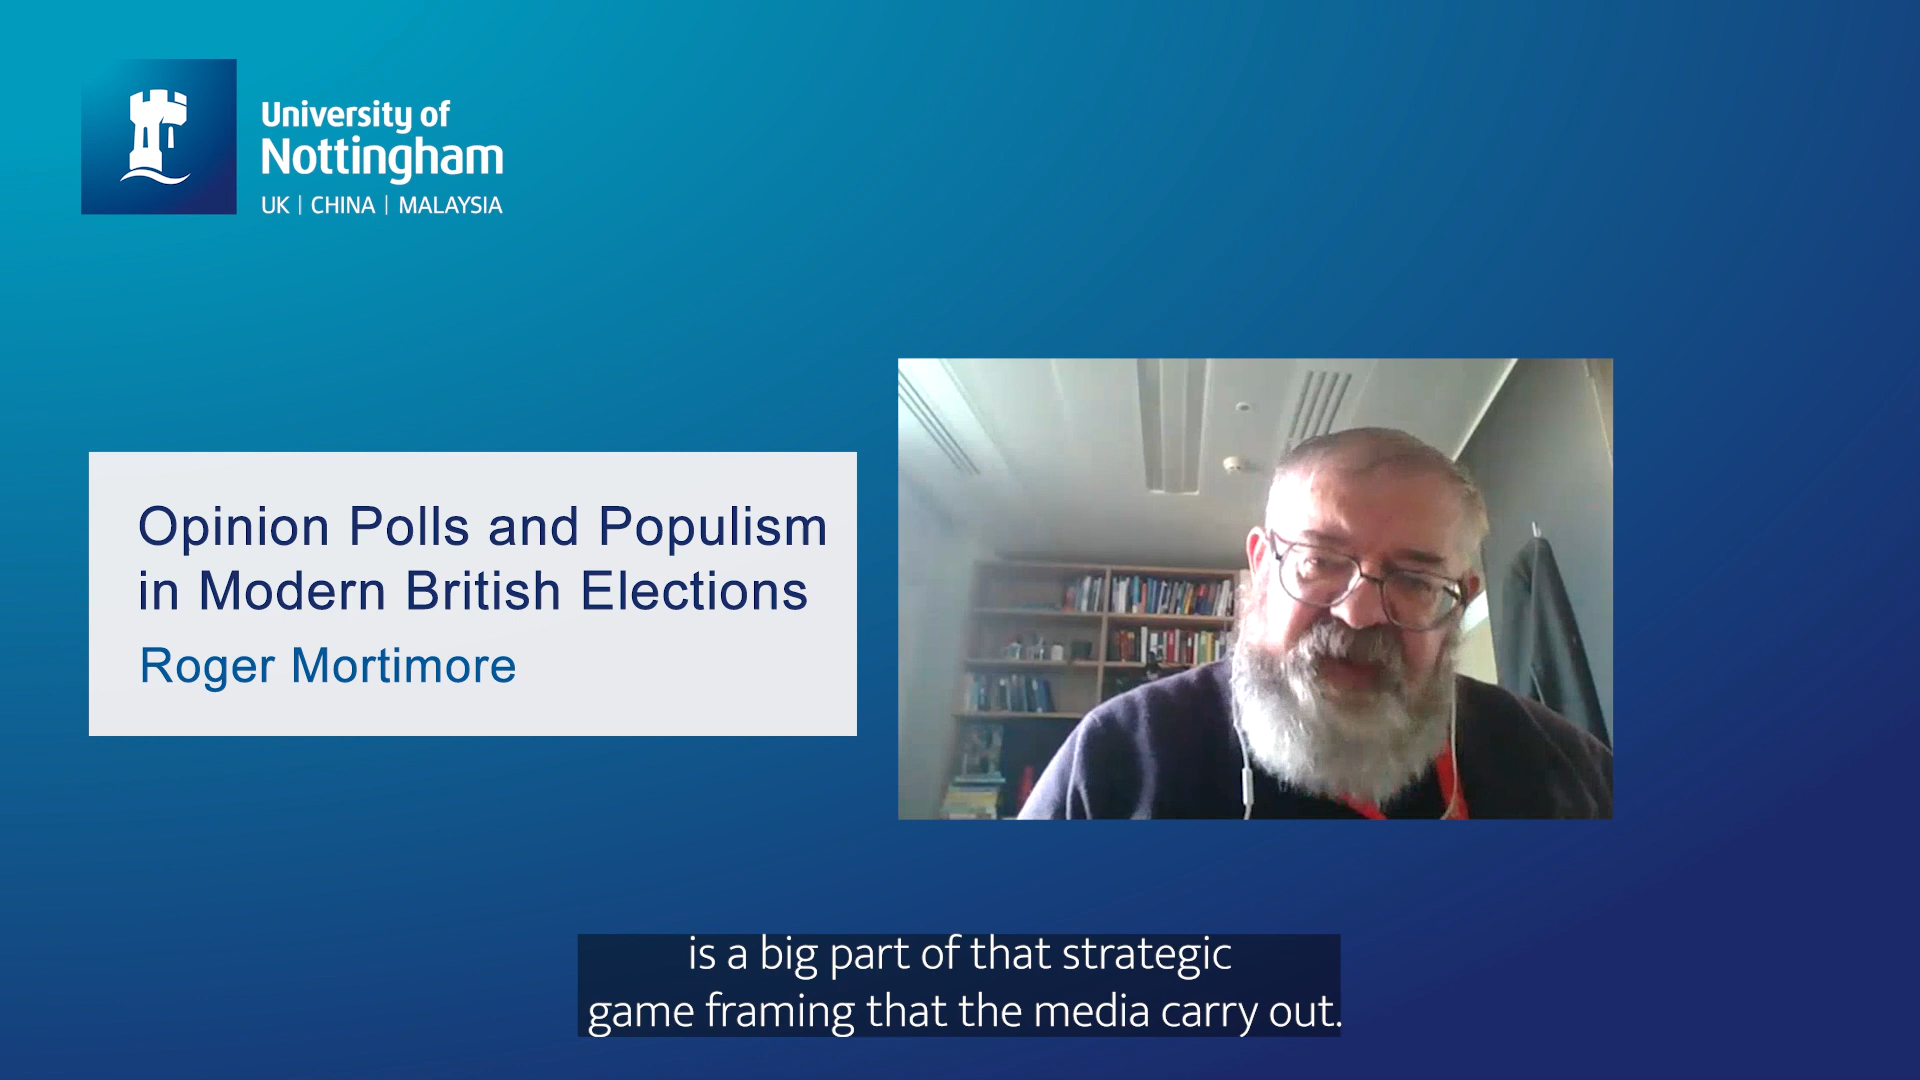 University of
Nottingham
UK | CHINA | MALAYSIA
Opinion Polls and Populism
in Modern British Elections
Roger Mortimore
is a big part of that strategic
game framing that the media carry out.